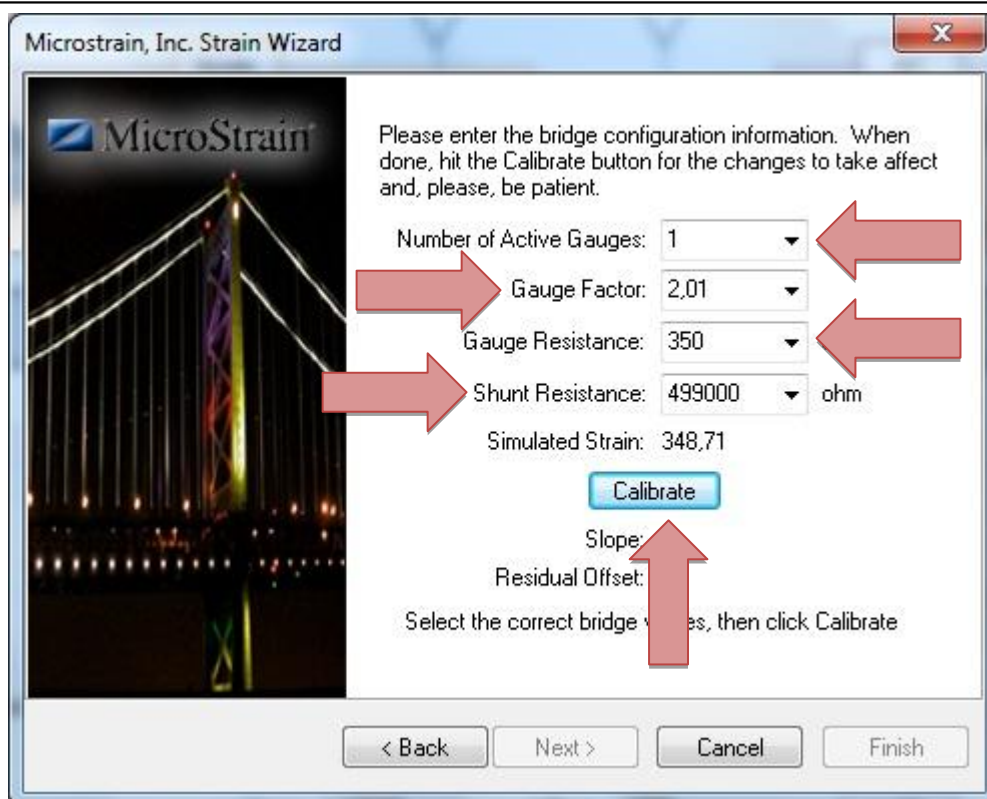 Microstrain, Inc. Strain Wizard
MicroStrain
Please enter the bridge configuration information. When
done, hit the Calibrate button for the changes to take affect
and, please, be patient.
Number of Active Gauges: 1
Gauge Factor: 2,01
Gauge Resistance: 350
Shunt Resistance: 499000 ohm
Simulated Strain: 348,71
Calibrate
Slope:
Residual Offset:
Select the correct bridge then click Calibrate
< Back Next > Cancel Finish